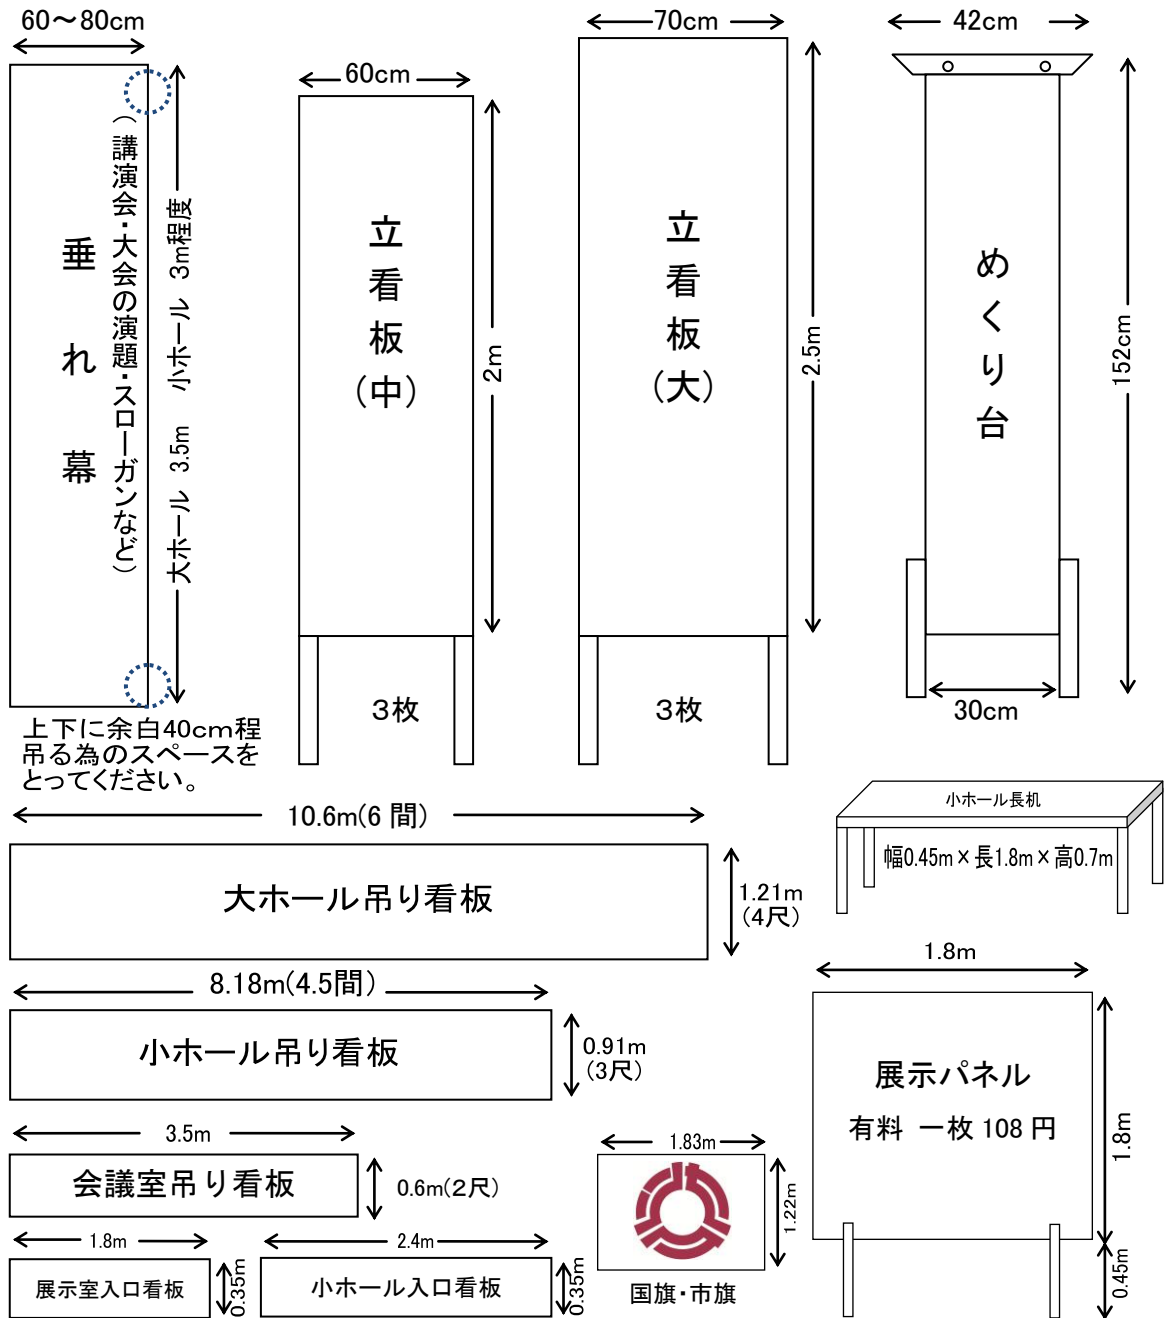 60～80cm
垂れ幕
(講演会・大会の演題・スローガンなど)
大ホール 3.5m 小ホール 3m程度
上下に余白40cm程
吊る為のスペースを
とってください。
60cm
立看板(中)
2m
3枚
70cm
立看板(大)
2.5m
3枚
42cm
めくり台
152cm
30cm
10.6m(6間)
大ホール吊り看板
1.21m
(4尺)
小ホール長机
幅0.45m×長1.8m×高0.7m
8.18m(4.5間)
小ホール吊り看板
0.91m
(3尺)
1.8m
展示パネル
有料 一枚 108 円
1.8m
0.45m
3.5m
会議室吊り看板
0.6m(2尺)
1.83m
1.22m
国旗・市旗
1.8m
展示室入口看板
0.35m
2.4m
小ホール入口看板
0.35m